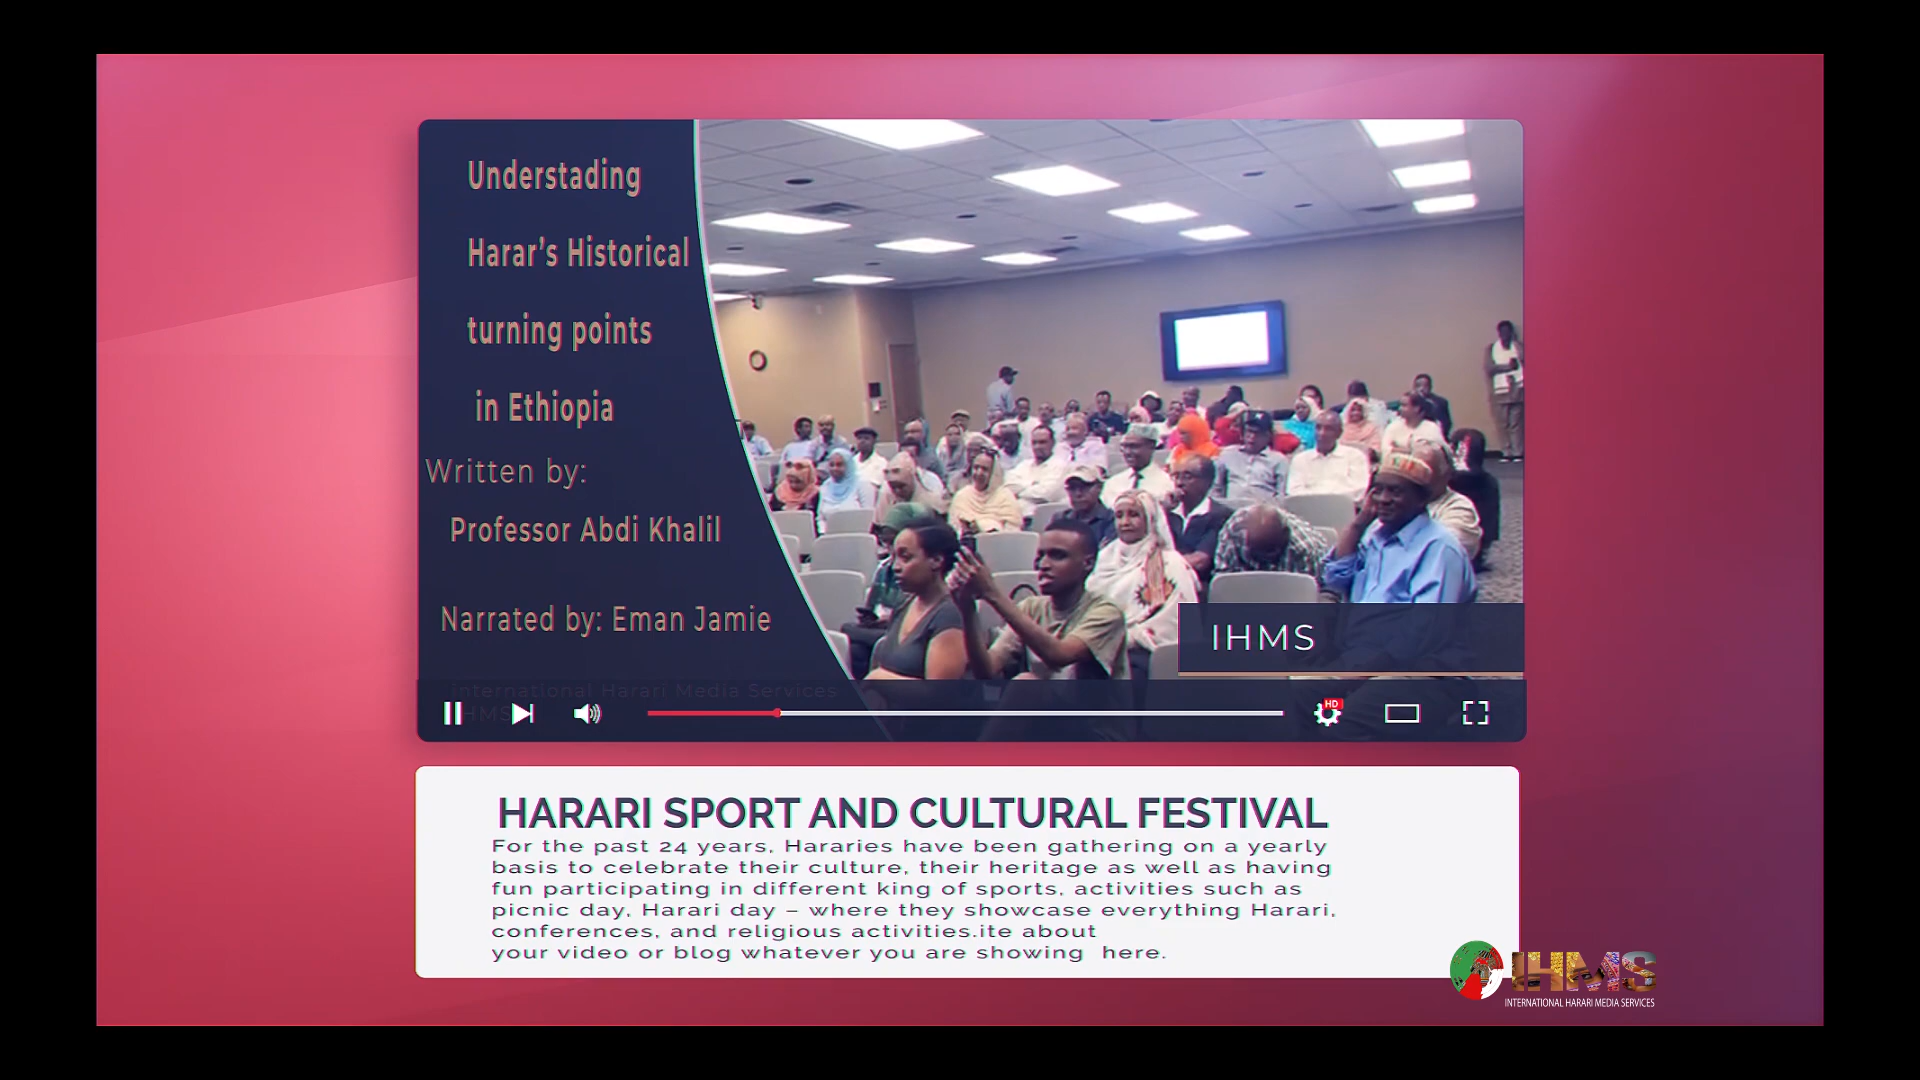 Understading
Harar’s Historical
turning points
in Ethiopia
Written by:
Professor Abdi Khalil
Narrated by: Eman Jamie
International Harari Media Services
IHMS
IHMS
HD
HARARI SPORT AND CULTURAL FESTIVAL
For the past 24 years, Hararies have been gathering on a yearly
basis to celebrate their culture, their heritage as well as having
fun participating in different king of sports, activities such as
picnic day, Harari day – where they showcase everything Harari,
conferences, and religious activities.ite about
your video or blog whatever you are showing here.
IHMS
INTERNATIONAL HARARI MEDIA SERVICES